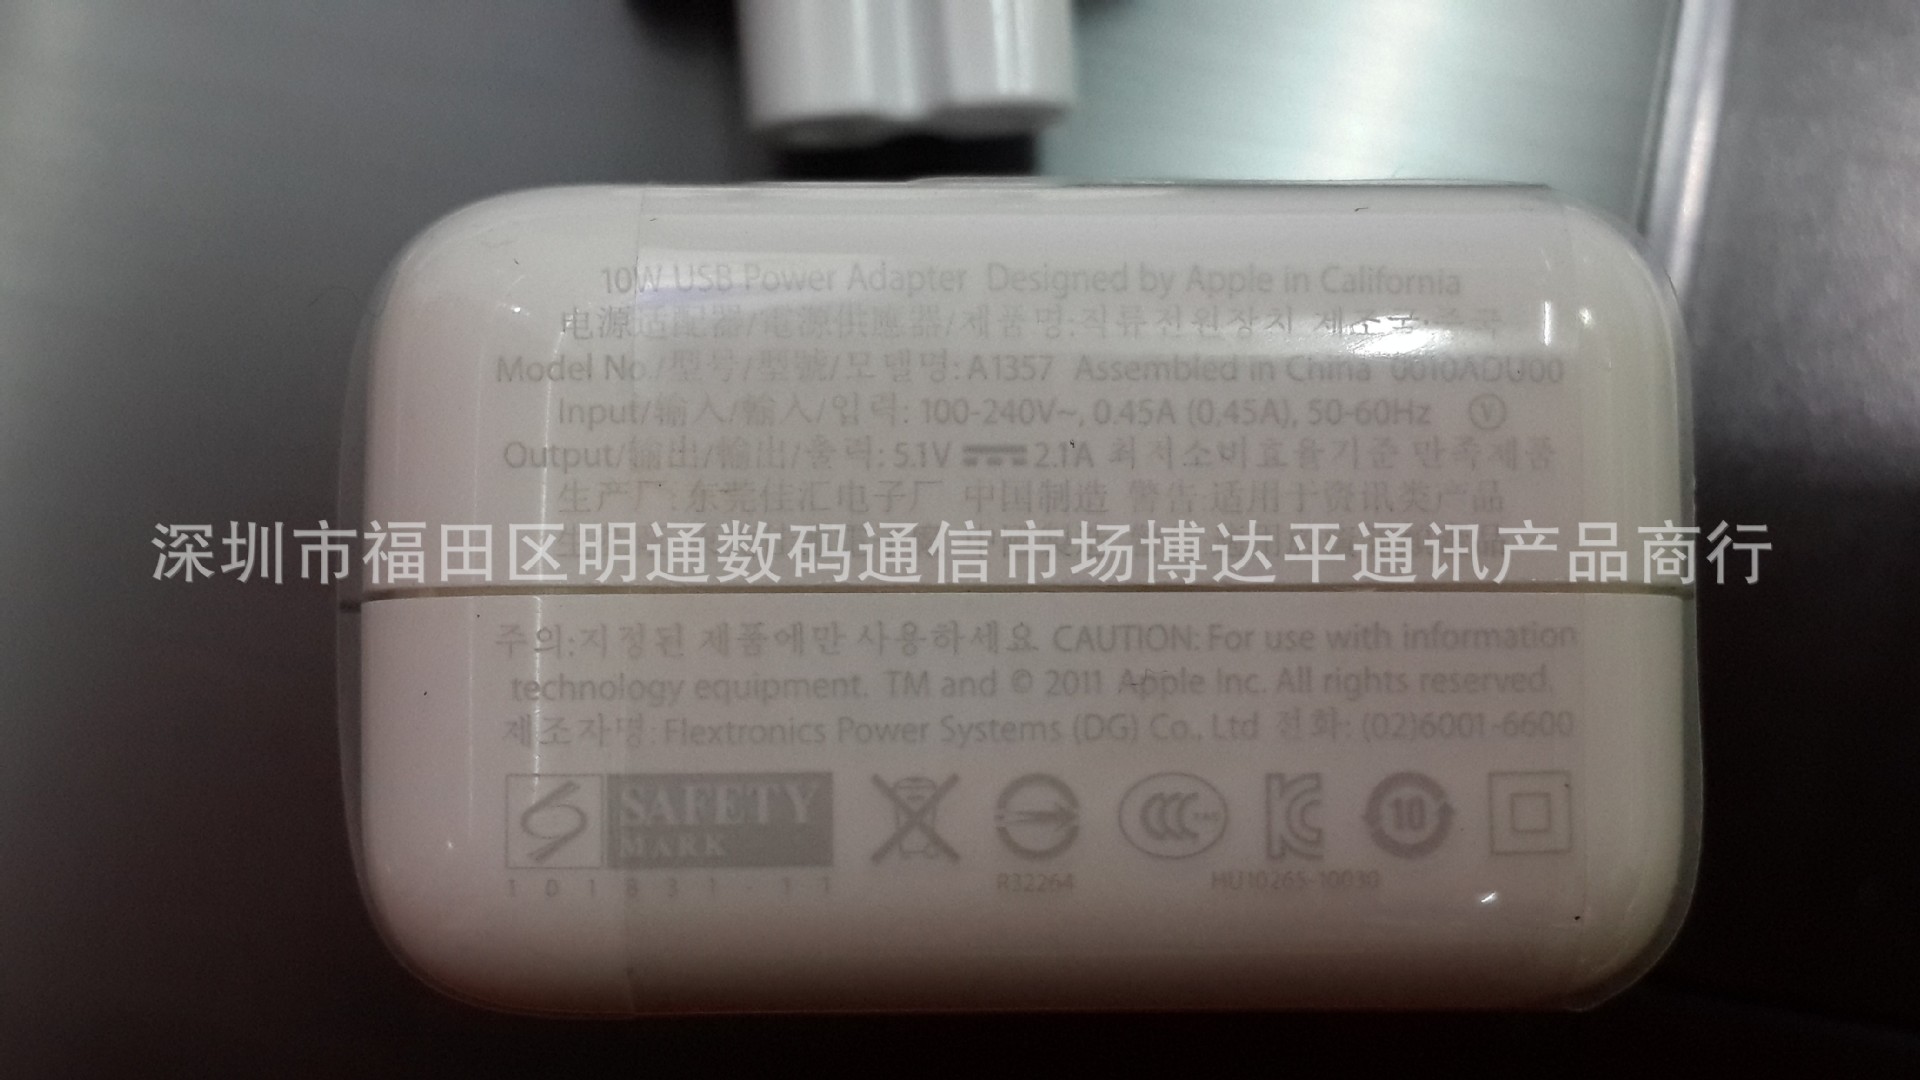 10W USB Power Adapter Designed by Apple in California
电源适配器/電源供應器/제품명:직류전원장치 제조국:중국
Model No./型号/型號/모델명:A1357 Assembled in China 0010ADU00
Input/输入/輸入/입력: 100-240V~, 0.45A (0,45A), 50-60Hz V
Output/输出/輸出/출력: 5.1V 2.1A 최저소비효율기준 만족제품
生产厂:东莞佳汇电子厂 中国制造 警告:适用于资讯类产品
深圳市福田区明通数码通信市场博达平通讯产品商行
주의:지정된 제품에만 사용하세요 CAUTION: For use with information
technology equipment. TM and © 2011 Apple Inc. All rights reserved.
제조자명: Flextronics Power Systems (DG) Co., Ltd 전화: (02)6001-6600
SAFETY
MARK
CCC
10
101831-11
R32264
HU10265-10030